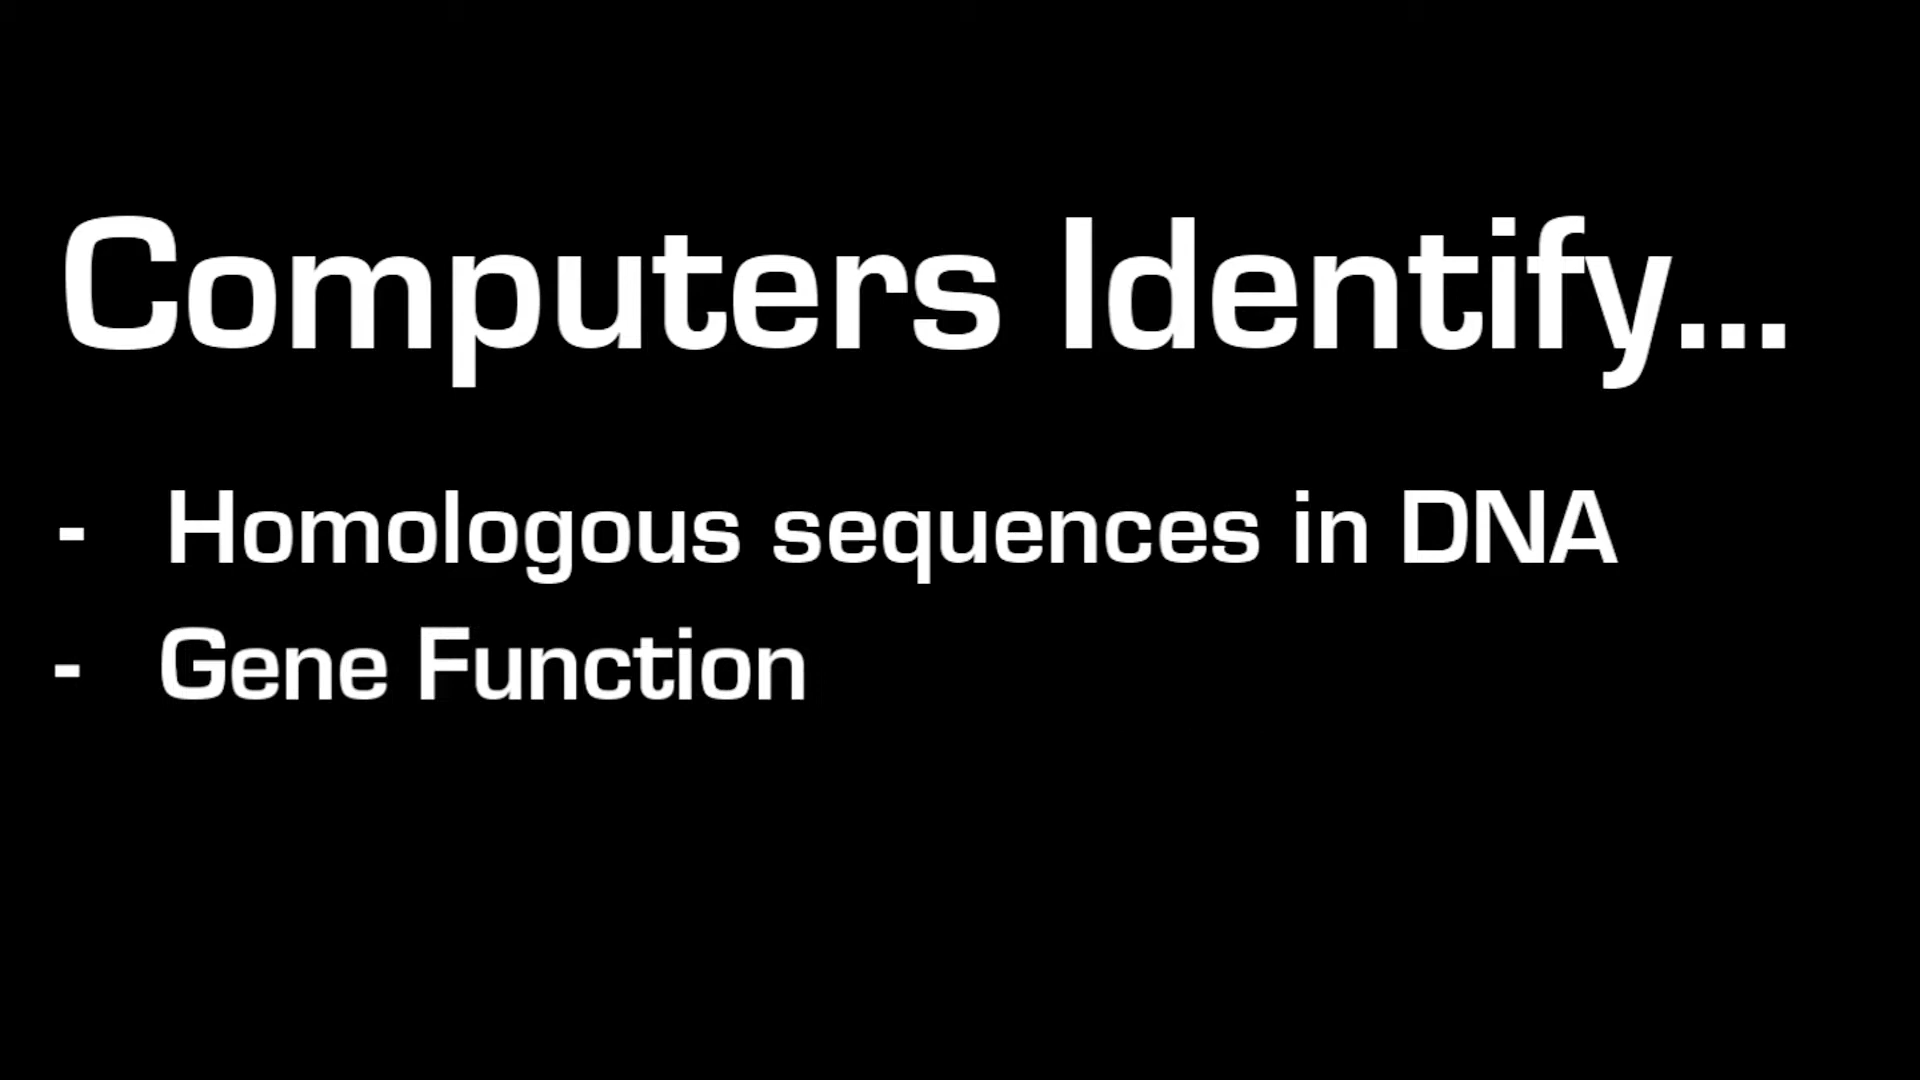 Computers Identify...
- Homologous sequences in DNA
- Gene Function